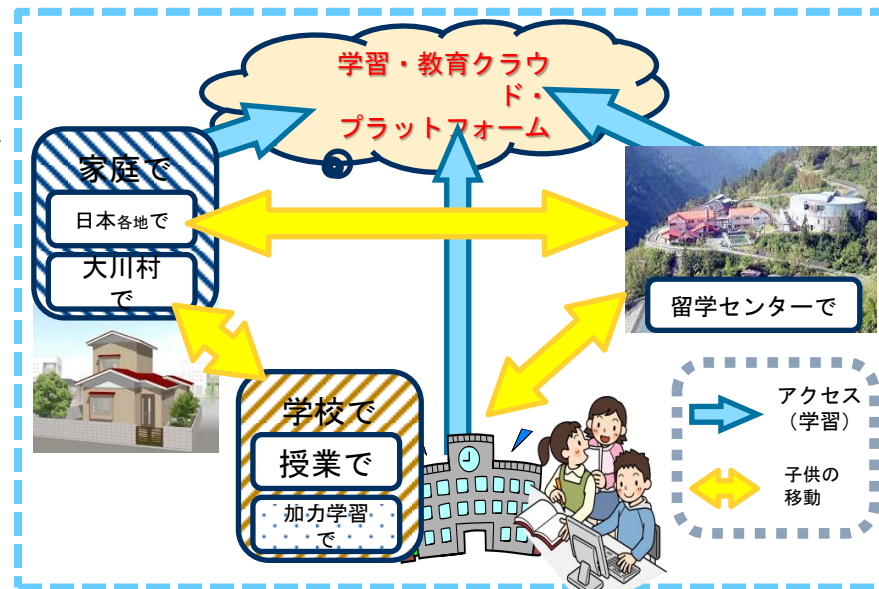 学習・教育クラウ
ド・
プラットフォーム
家庭で
日本各地で
大川村
で
留学センターで
学校で
授業で
加力学習
で
アクセス
（学習）
子供の
移動